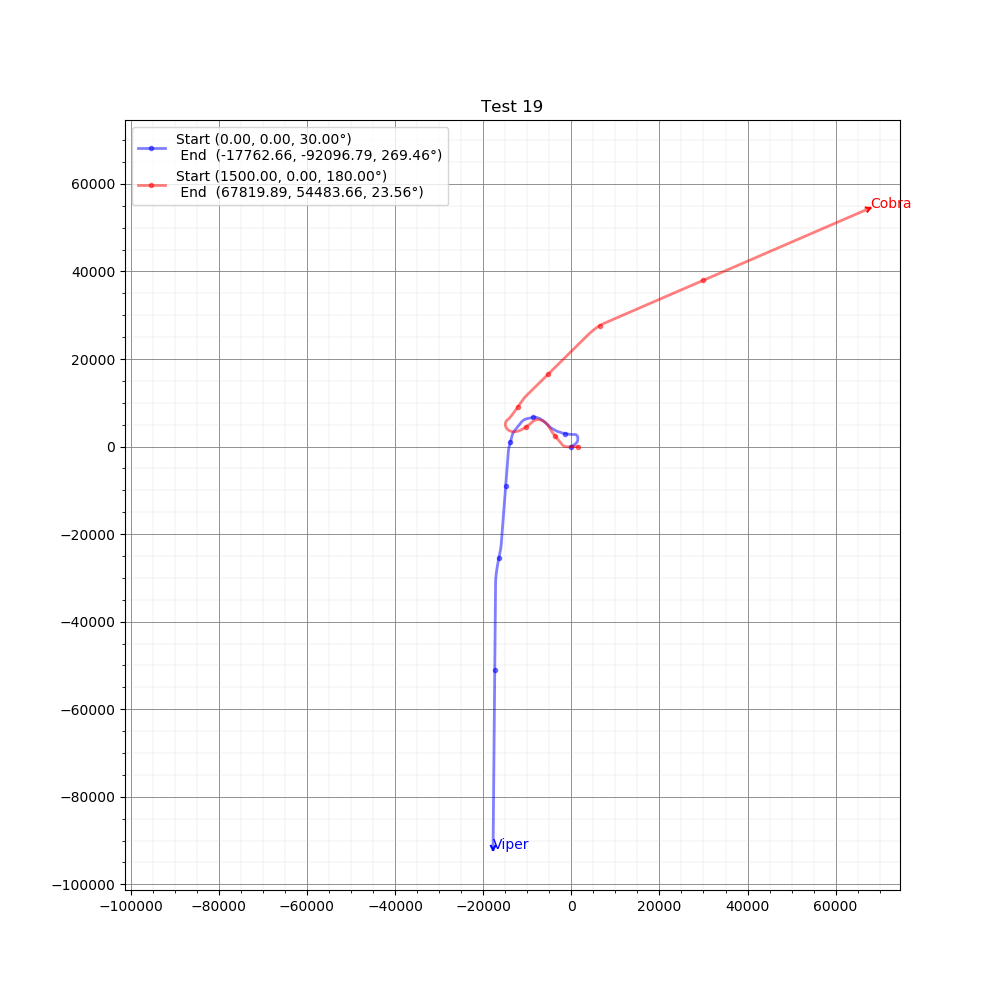 Test 19
Start (0.00, 0.00, 30.00°)
End (-17762.66, -92096.79, 269.46°)
Start (1500.00, 0.00, 180.00°)
End (67819.89, 54483.66, 23.56°)
Cobra
Viper
60000
40000
20000
0
−20000
−40000
−60000
−80000
−100000
−100000 −80000 −60000 −40000 −20000 0 20000 40000 60000